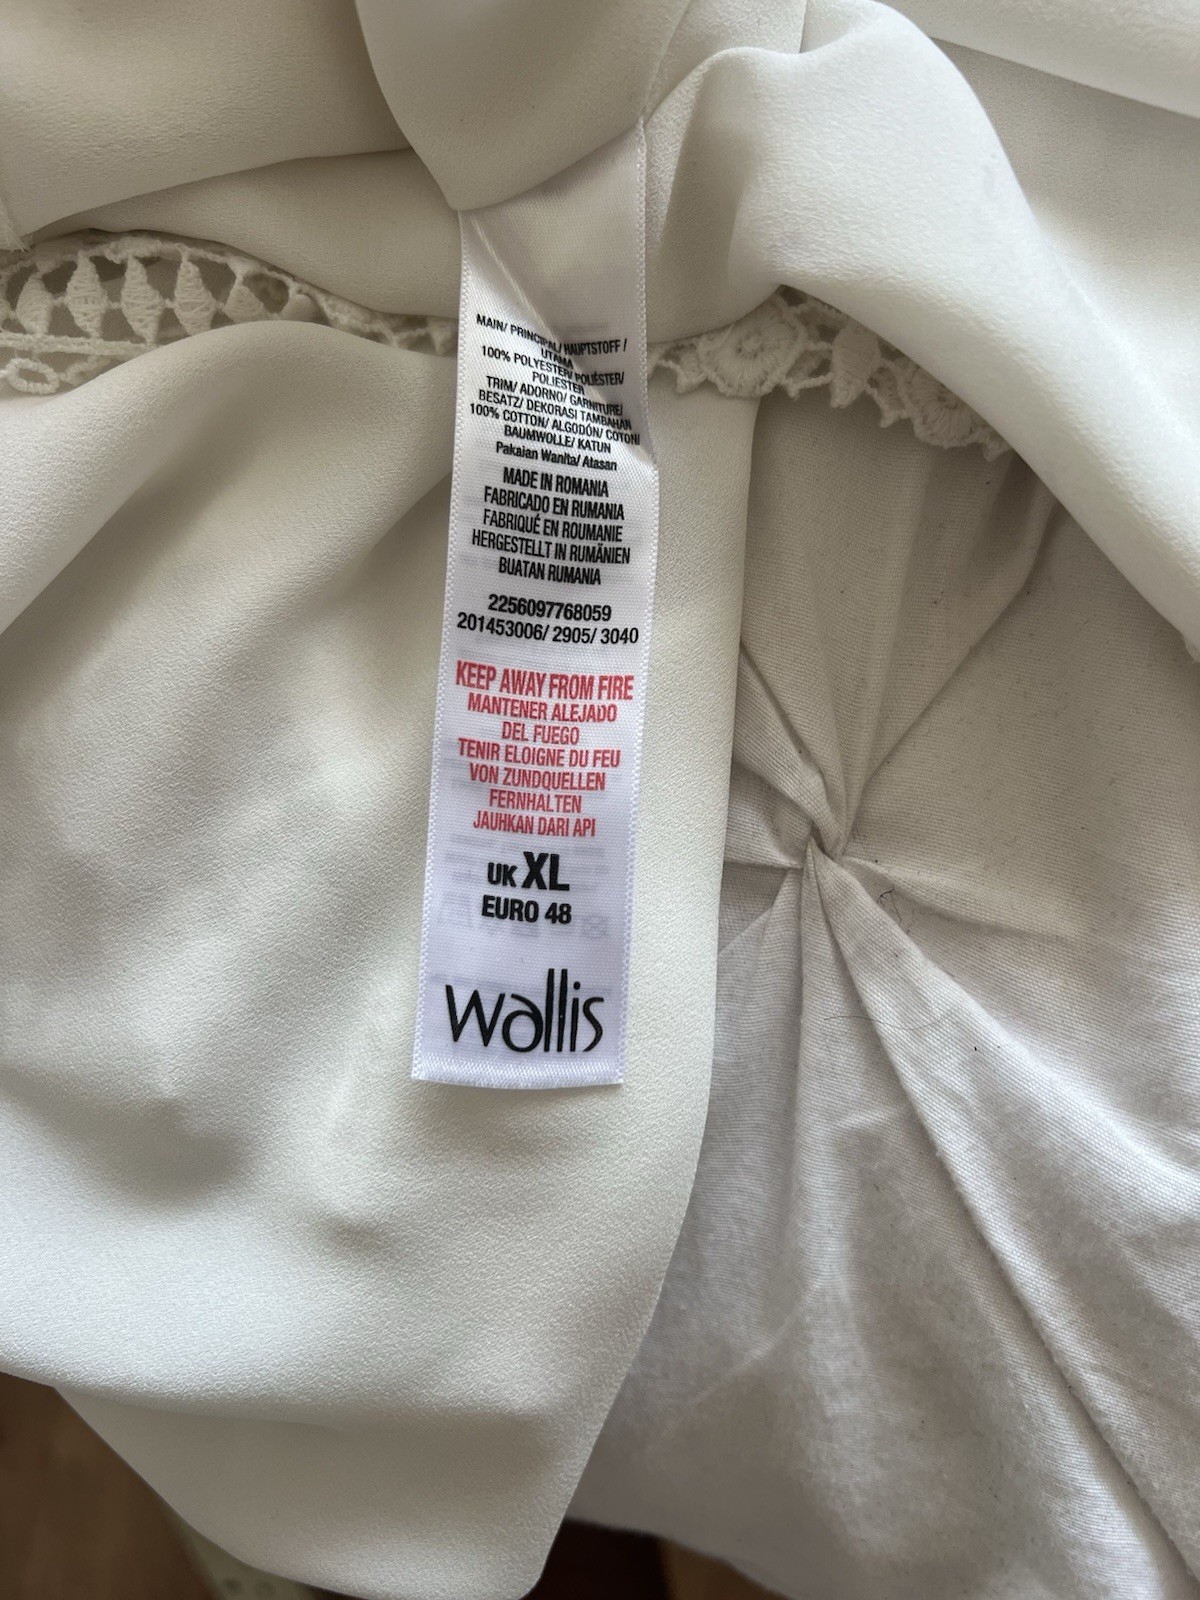 MAIN/ PRINCIPAL/ HAUPTSTOFF /
UTAMA
100% POLYESTER/ POLIÉSTER/
POLIESTER
TRIM/ ADORNO/ GARNITURE/
BESATZ/ DEKORASI TAMBAHAN
100% COTTON/ ALGODÓN/ COTON/
BAUMWOLLE/ KATUN
Pakaian Wanita/ Atasan
MADE IN ROMANIA
FABRICADO EN RUMANIA
FABRIQUÉ EN ROUMANIE
HERGESTELLT IN RUMÄNIEN
BUATAN RUMANIA
2256097768059
201453006/ 2905/ 3040
KEEP AWAY FROM FIRE
MANTENER ALEJADO
DEL FUEGO
TENIR ELOIGNE DU FEU
VON ZUNDQUELLEN
FERNHALTEN
JAUHKAN DARI API
UK XL
EURO 48
wallis